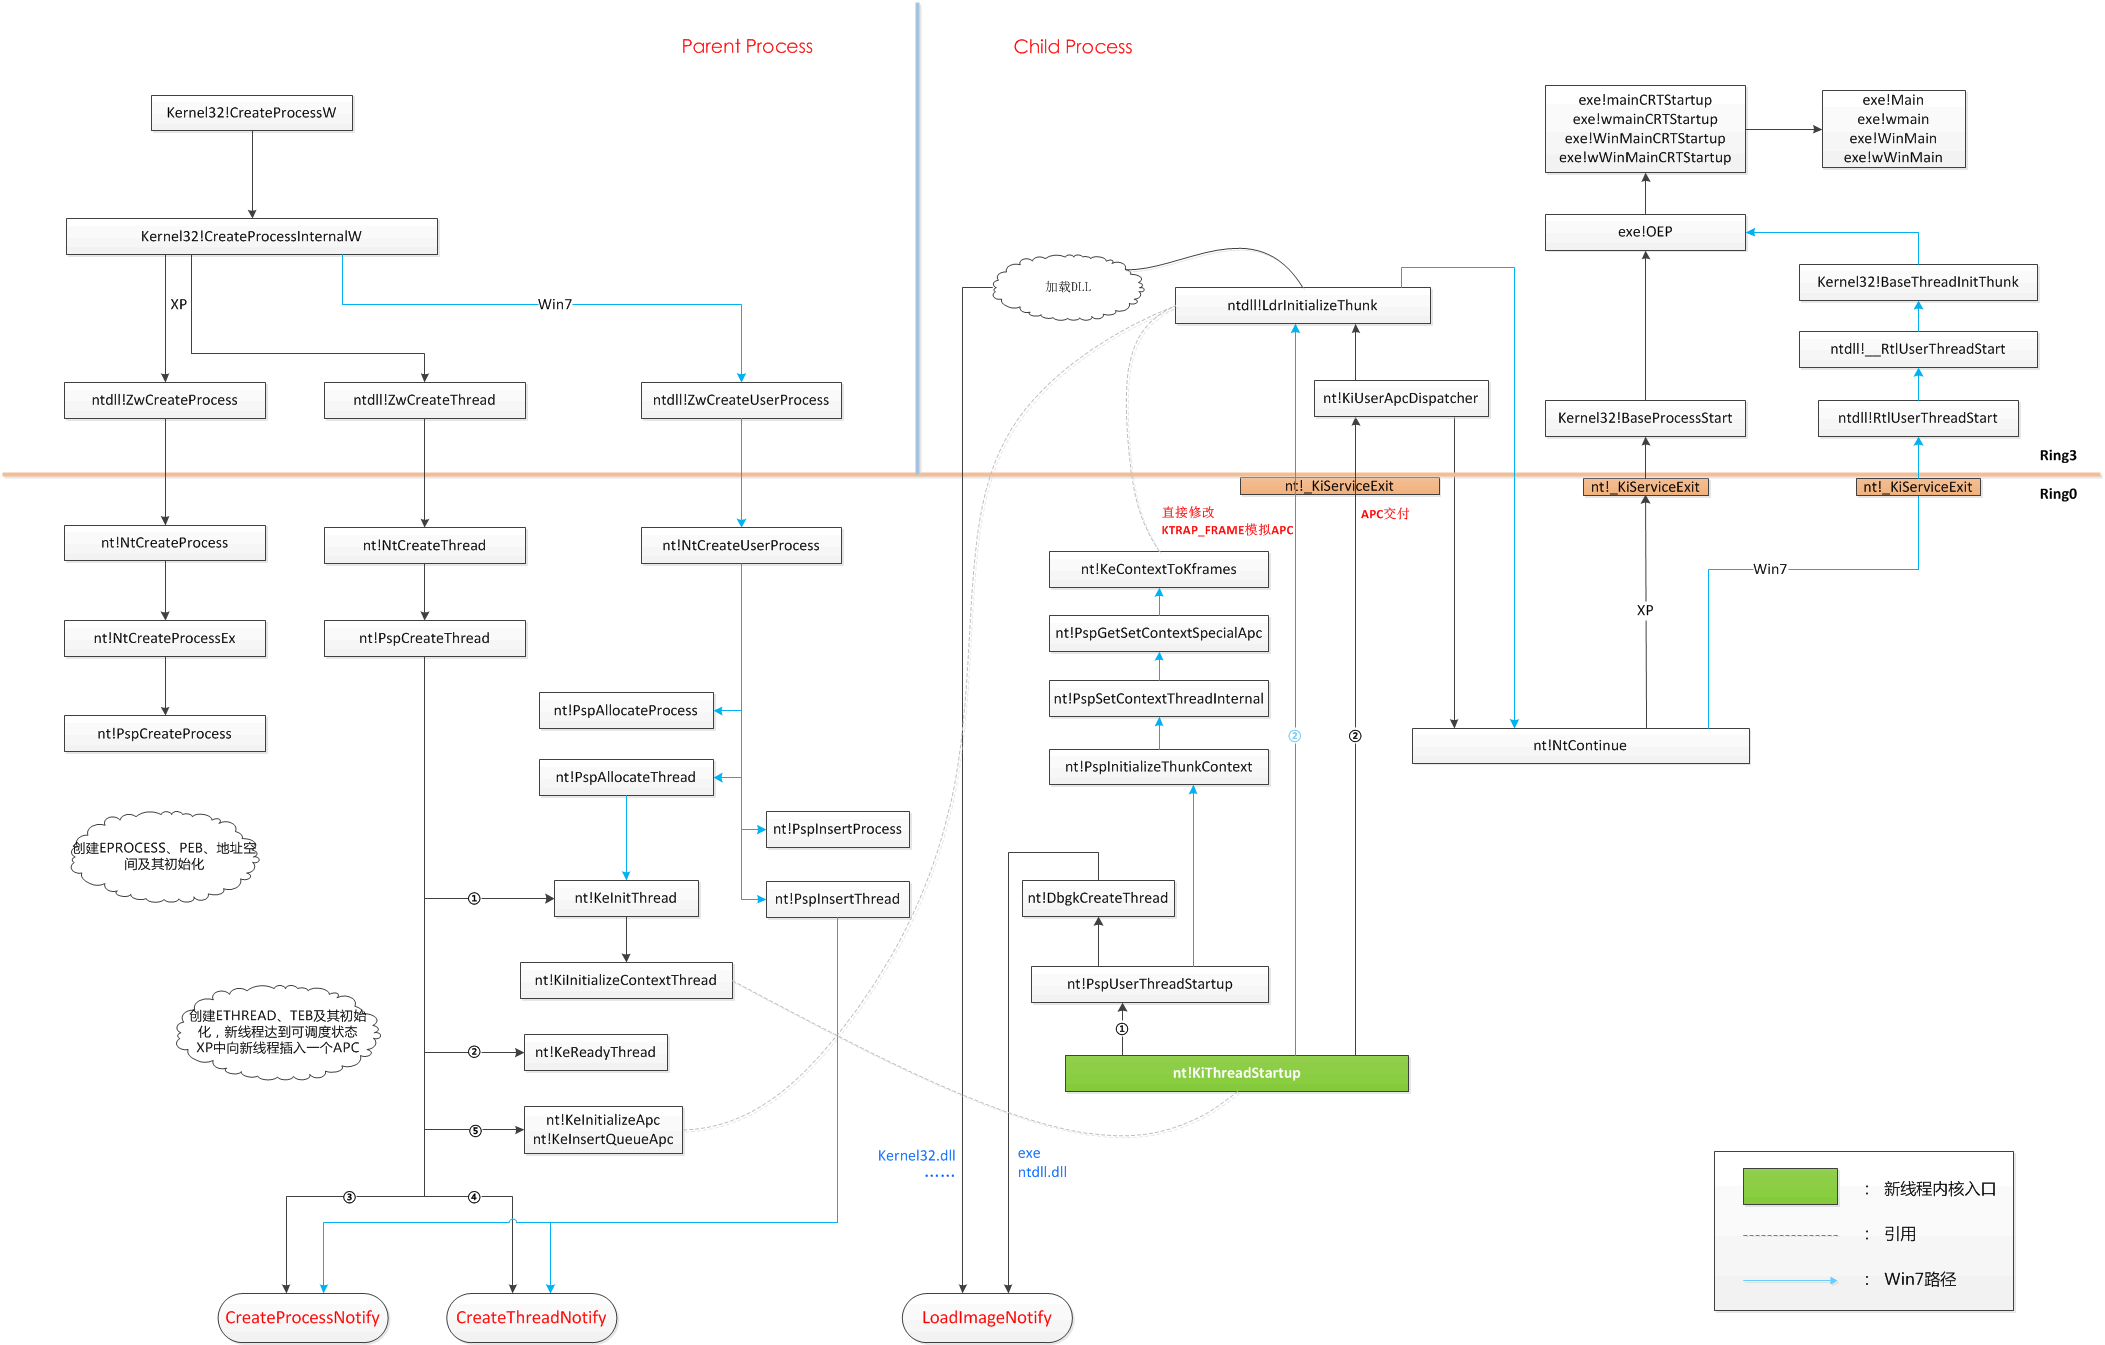 Parent Process
Child Process
Kernel32!CreateProcessW
Kernel32!CreateProcessInternalW
XP
Win7
ntdll!ZwCreateProcess
ntdll!ZwCreateThread
ntdll!ZwCreateUserProcess
nt!NtCreateProcess
nt!NtCreateThread
nt!NtCreateUserProcess
nt!NtCreateProcessEx
nt!PspCreateThread
nt!PspCreateProcess
nt!PspAllocateProcess
nt!PspAllocateThread
nt!PspInsertProcess
nt!PspInsertThread
创建EPROCESS、PEB、地址空
间及其初始化
①
nt!KeInitThread
nt!KiInitializeContextThread
创建ETHREAD、TEB及其初始
化，新线程达到可调度状态
XP中向新线程插入一个APC
②
nt!KeReadyThread
⑤
nt!KeInitializeApc
nt!KeInsertQueueApc
③
④
CreateProcessNotify
CreateThreadNotify
exe!mainCRTStartup
exe!wmainCRTStartup
exe!WinMainCRTStartup
exe!wWinMainCRTStartup
exe!Main
exe!wmain
exe!WinMain
exe!wWinMain
exe!OEP
加载DLL
ntdll!LdrInitializeThunk
Kernel32!BaseThreadInitThunk
ntdll!__RtlUserThreadStart
nt!KiUserApcDispatcher
Kernel32!BaseProcessStart
ntdll!RtlUserThreadStart
Ring3
Ring0
nt!_KiServiceExit
nt!_KiServiceExit
nt!_KiServiceExit
直接修改
KTRAP_FRAME模拟APC
APC交付
nt!KeContextToKframes
Win7
nt!PspGetSetContextSpecialApc
XP
nt!PspSetContextThreadInternal
②
②
nt!NtContinue
nt!PspInitializeThunkContext
nt!DbgkCreateThread
nt!PspUserThreadStartup
①
nt!KiThreadStartup
Kernel32.dll
……
exe
ntdll.dll
LoadImageNotify
： 新线程内核入口
： 引用
： Win7路径